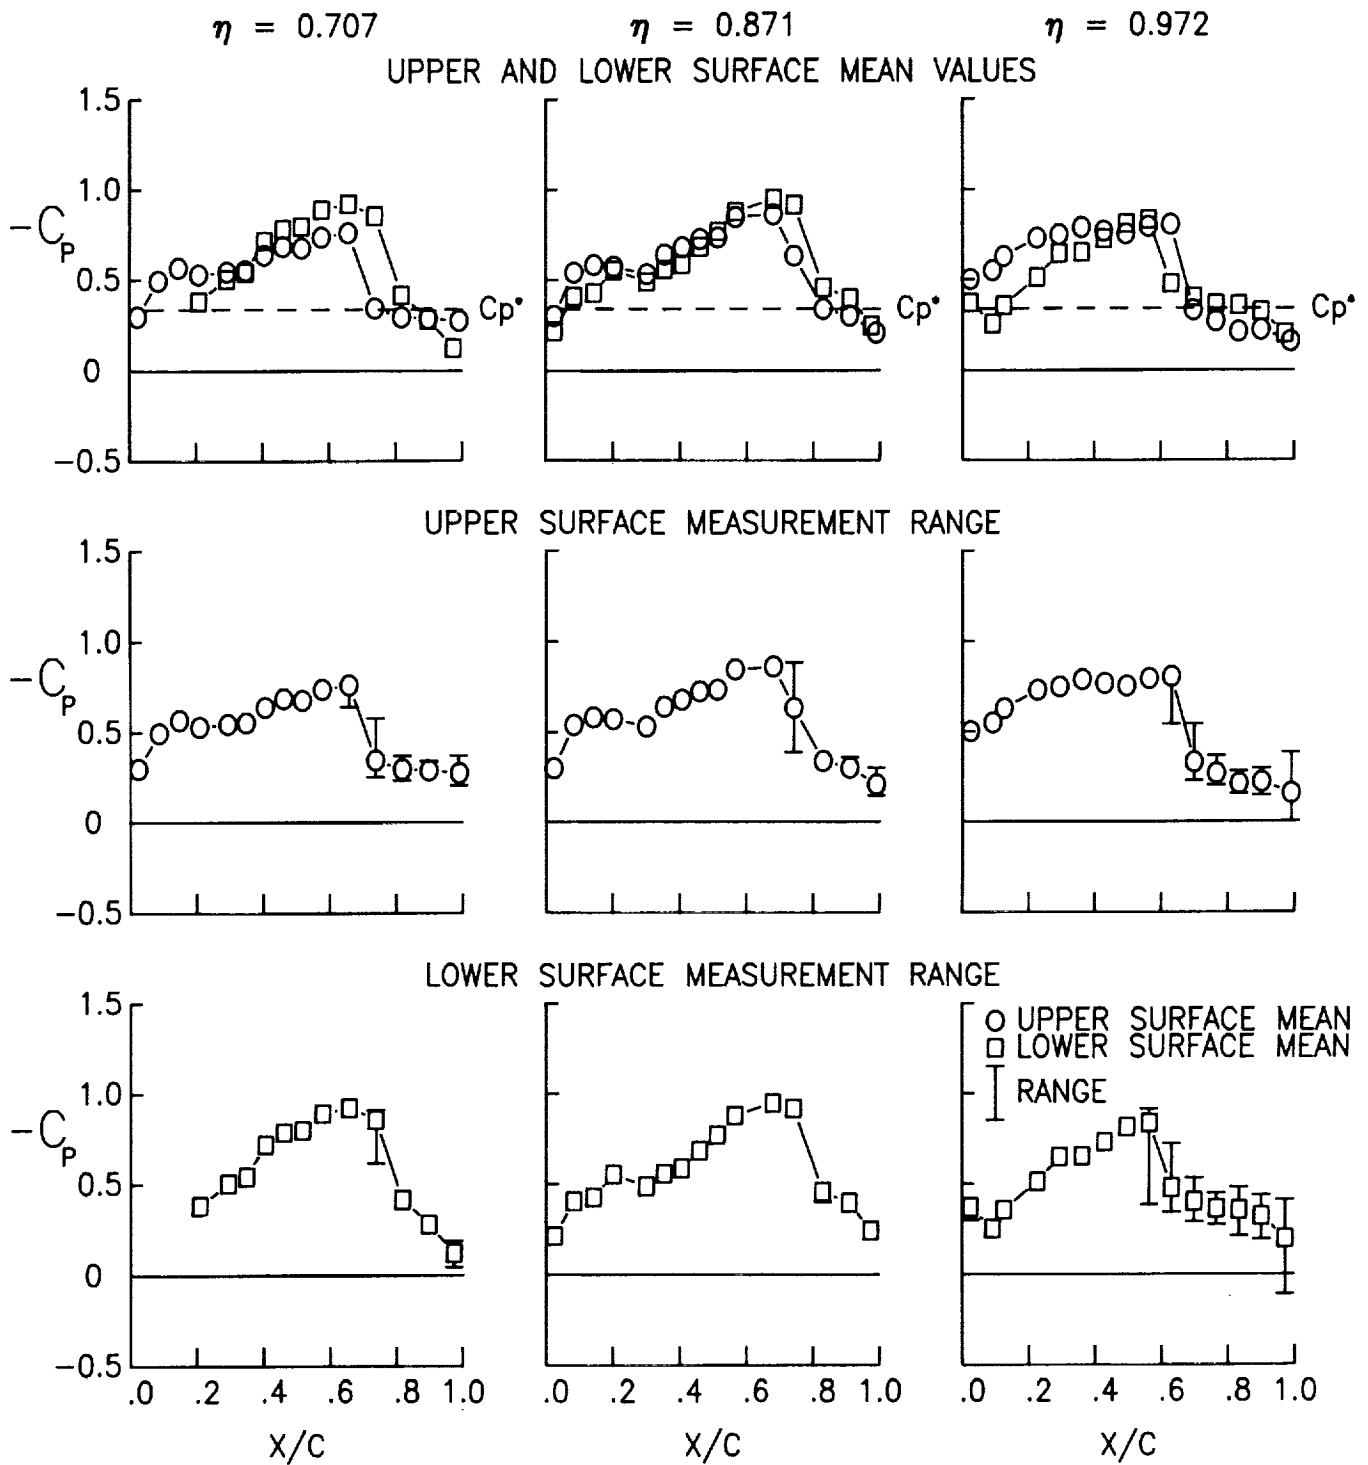 η = 0.707 η = 0.871 η = 0.972
UPPER AND LOWER SURFACE MEAN VALUES
1.5
1.0
-Cp
0.5
Cp* Cp* Cp*
0
-0.5
UPPER SURFACE MEASUREMENT RANGE
1.5
1.0
-Cp
0.5
0
-0.5
LOWER SURFACE MEASUREMENT RANGE
1.5
UPPER SURFACE MEAN
LOWER SURFACE MEAN
RANGE
1.0
-Cp
0.5
0
-0.5
.0 .2 .4 .6 .8 1.0 .0 .2 .4 .6 .8 1.0 .0 .2 .4 .6 .8 1.0
X/C X/C X/C